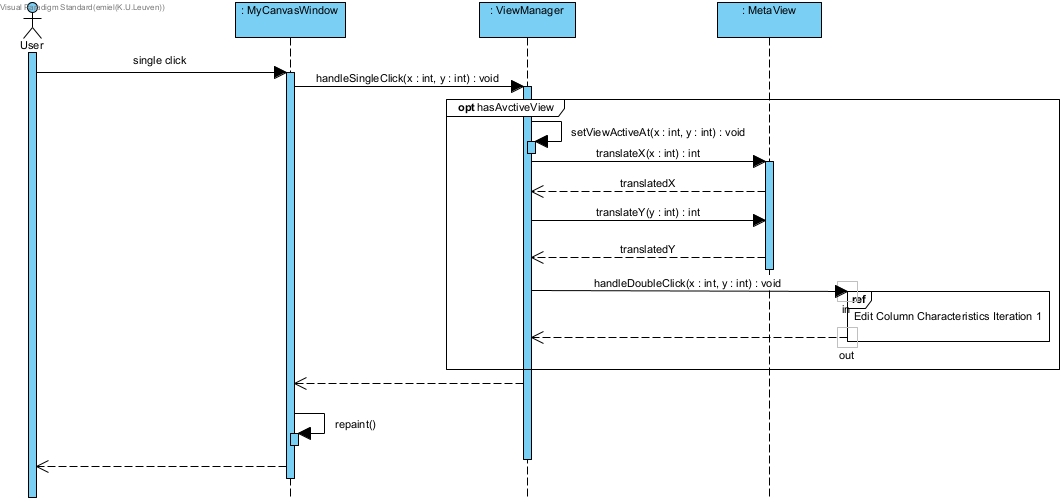 Visual Paradigm Standard(emiel(K.U.Leuven))
: MyCanvasWindow
: ViewManager
: MetaView
User
single click
handleSingleClick(x : int, y : int) : void
opt hasAvctiveView
setViewActiveAt(x : int, y : int) : void
translateX(x : int) : int
translatedX
translateY(y : int) : int
translatedY
handleDoubleClick(x : int, y : int) : void
ref
in
Edit Column Characteristics Iteration 1
out
repaint()